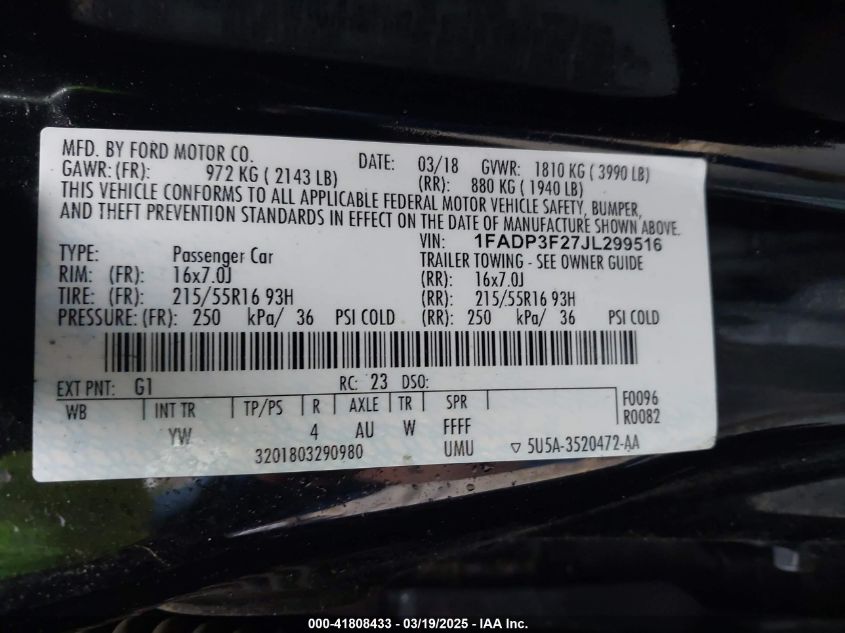 MFD. BY FORD MOTOR CO. DATE: 03/18 GVWR: 1810 KG ( 3990 LB)
GAWR: (FR): 972 KG ( 2143 LB) (RR): 880 KG ( 1940 LB)
THIS VEHICLE CONFORMS TO ALL APPLICABLE FEDERAL MOTOR VEHICLE SAFETY, BUMPER,
AND THEFT PREVENTION STANDARDS IN EFFECT ON THE DATE OF MANUFACTURE SHOWN ABOVE.
VIN: 1FADP3F27JL299516
TYPE: Passenger Car TRAILER TOWING - SEE OWNER GUIDE
RIM: (FR): 16x7.0J (RR): 16x7.0J
TIRE: (FR): 215/55R16 93H (RR): 215/55R16 93H
PRESSURE: (FR): 250 kPa/ 36 PSI COLD (RR): 250 kPa/ 36 PSI COLD
EXT PNT: G1 RC: 23 DSO:
WB INT TR TP/PS R AXLE TR SPR F0096
R0082
YW 4 AU W FFFF
3201803290980 UMU ▽ 5U5A-3520472-AA
000-41808433 - 03/19/2025 - IAA Inc.